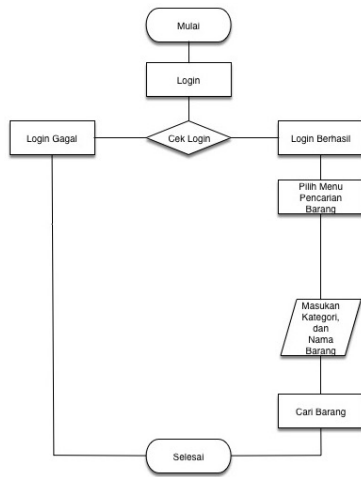 Mulai
Login
Login Gagal
Cek Login
Login Berhasil
Pilih Menu
Pencarian
Barang
Masukan
Kategori,
dan
Nama
Barang
Cari Barang
Selesai